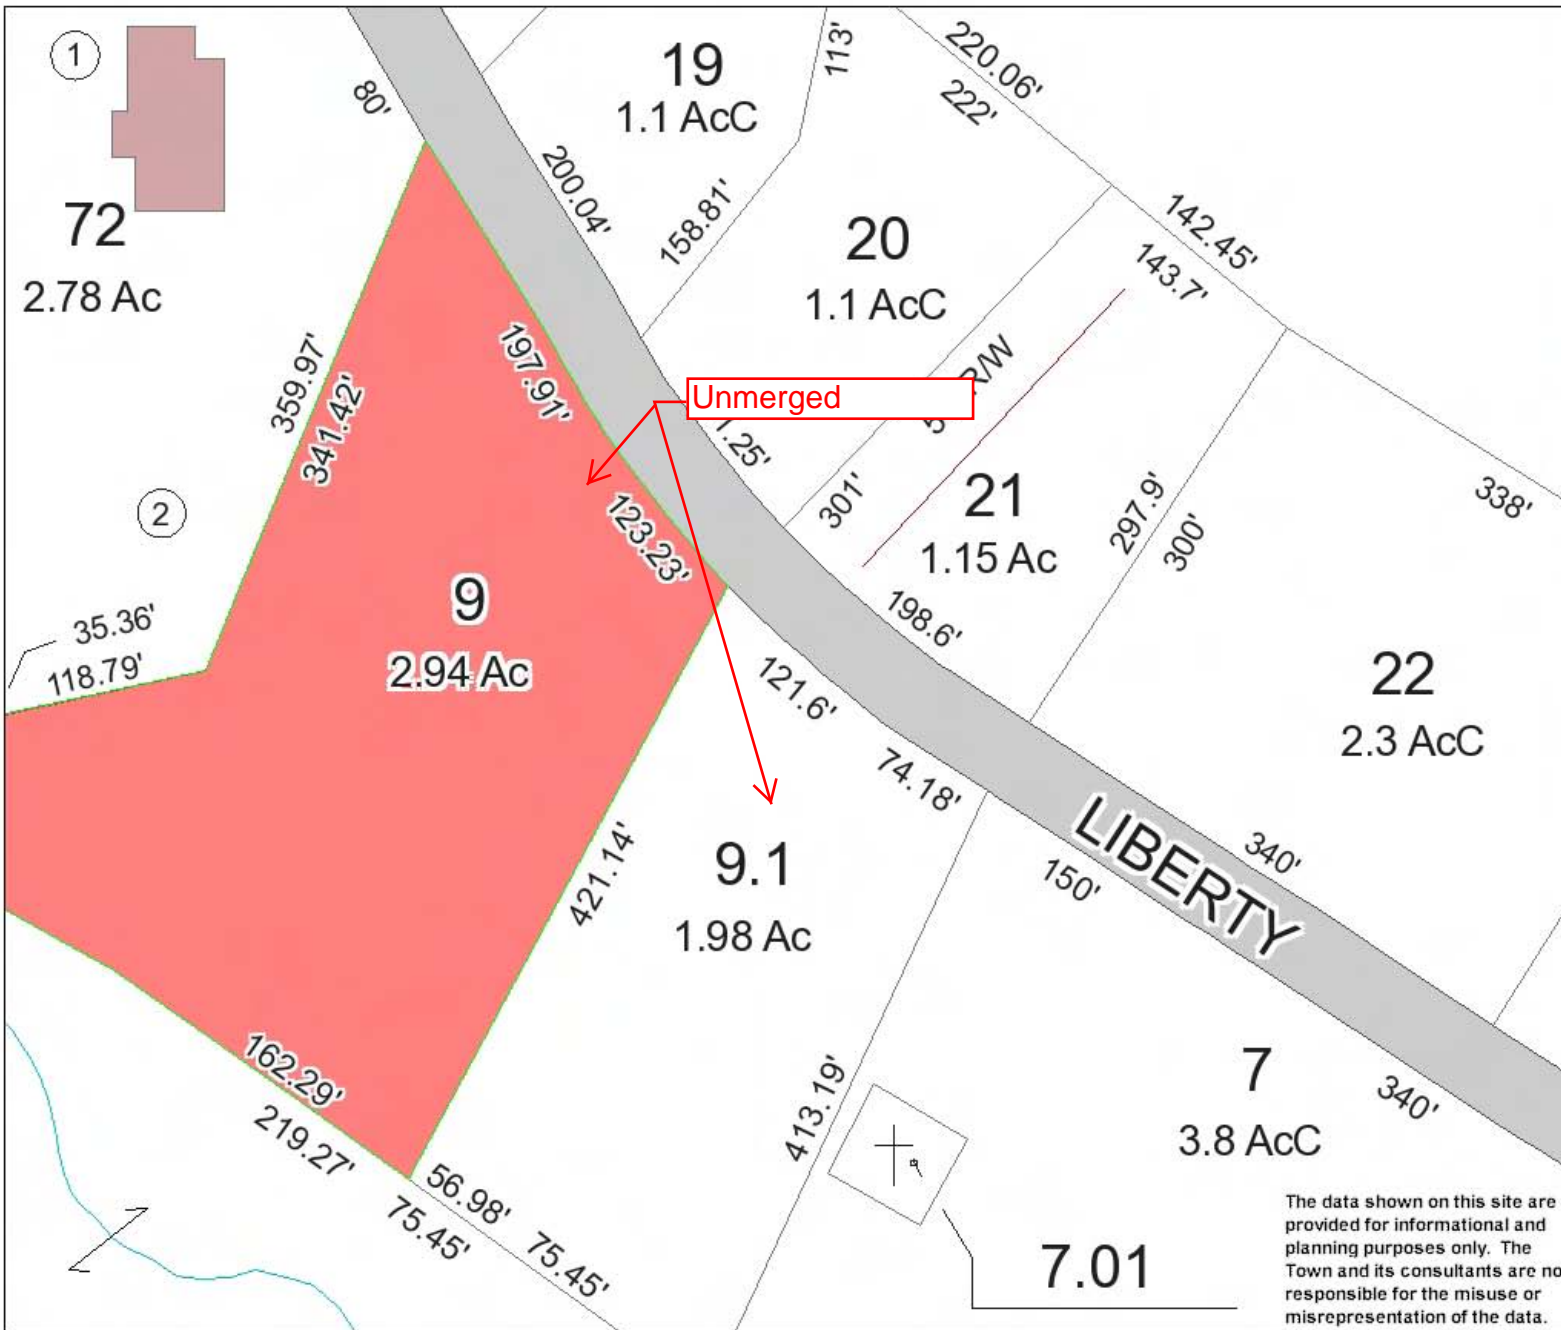 1
80'
19
1.1 AcC
113'
220.06'
222'
72
2.78 Ac
200.04'
158.81'
20
1.1 AcC
142.45'
143.7'
359.97'
341.42'
197.91'
Unmerged
R/W
1.25'
301'
21
1.15 Ac
297.9'
300'
338'
2
123.23'
9
2.94 Ac
35.36'
118.79'
198.6'
121.6'
22
2.3 AcC
74.18'
LIBERTY
340'
150'
421.14'
9.1
1.98 Ac
162.29'
219.27'
413.19'
7
3.8 AcC
340'
56.98'
75.45'
75.45'
7.01
The data shown on this site are
provided for informational and
planning purposes only. The
Town and its consultants are no
responsible for the misuse or
misrepresentation of the data.